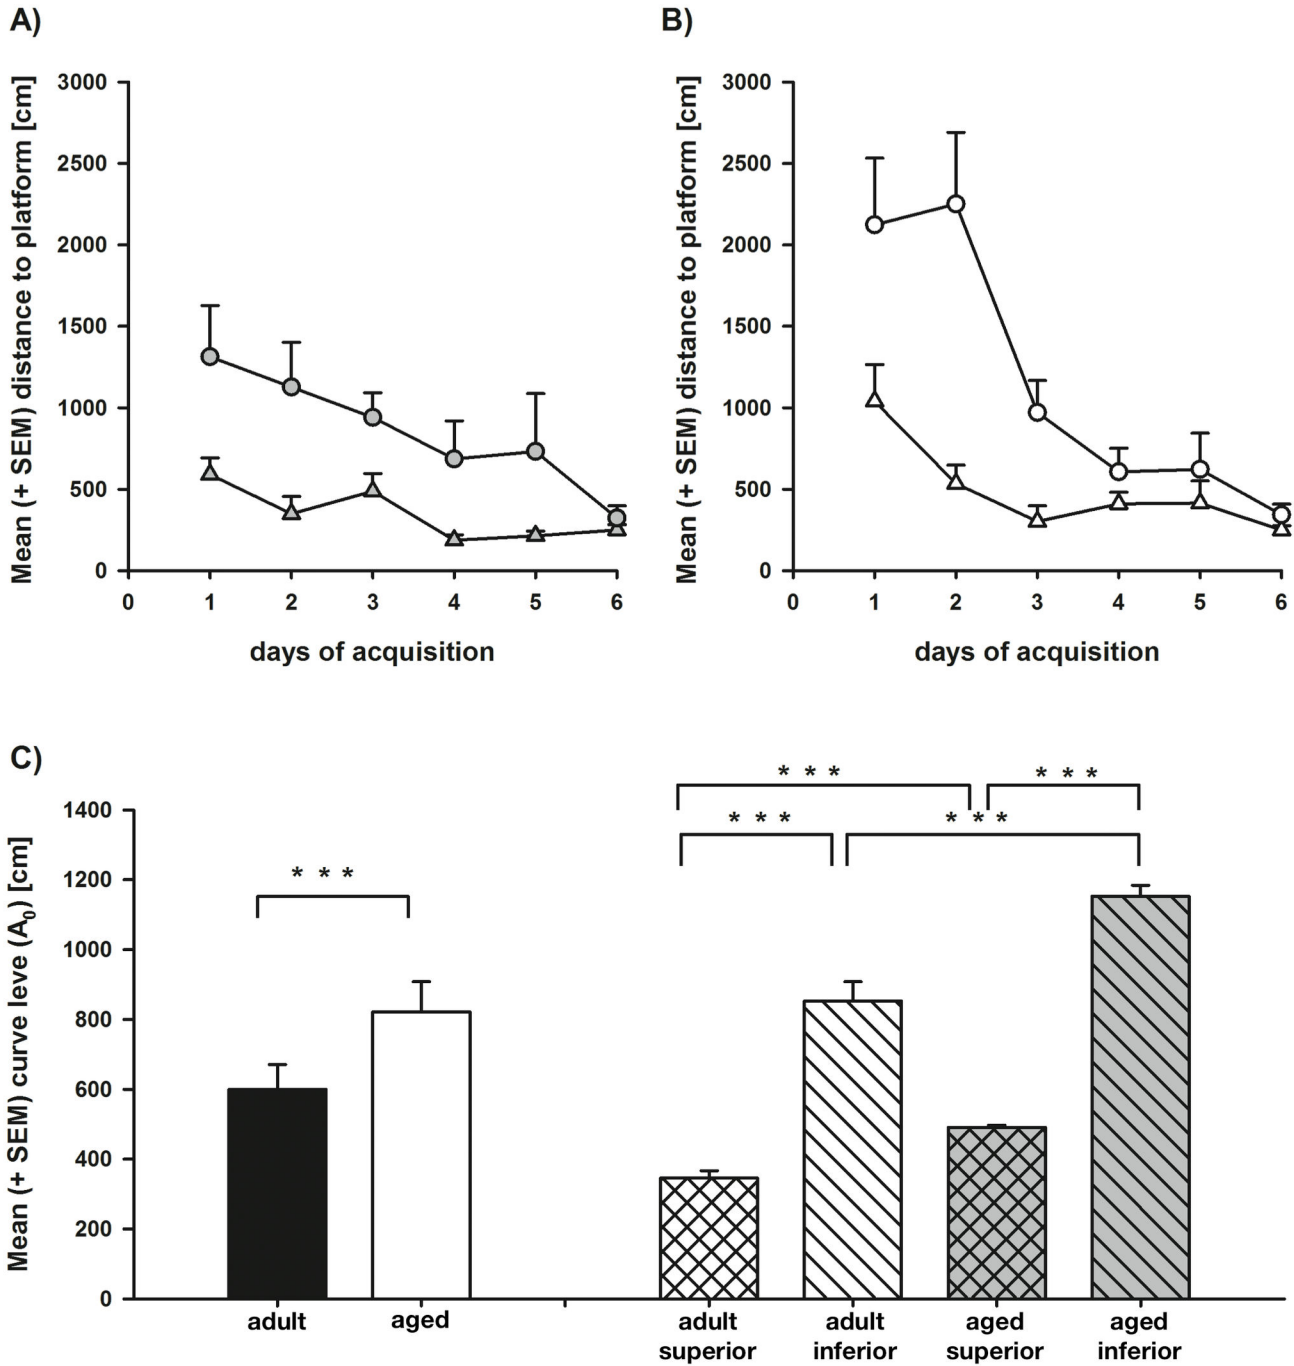 A)
Mean (+ SEM) distance to platform [cm]
3000
2500
2000
1500
1000
500
0
0 1 2 3 4 5 6
days of acquisition
B)
Mean (+ SEM) distance to platform [cm]
3000
2500
2000
1500
1000
500
0
0 1 2 3 4 5 6
days of acquisition
C)
Mean (+ SEM) curve leve (A0) [cm]
1400
1200
1000
800
600
400
200
0
* * *
* * *
* * *
* * *
* * *
adult
aged
adult
superior
adult
inferior
aged
superior
aged
inferior